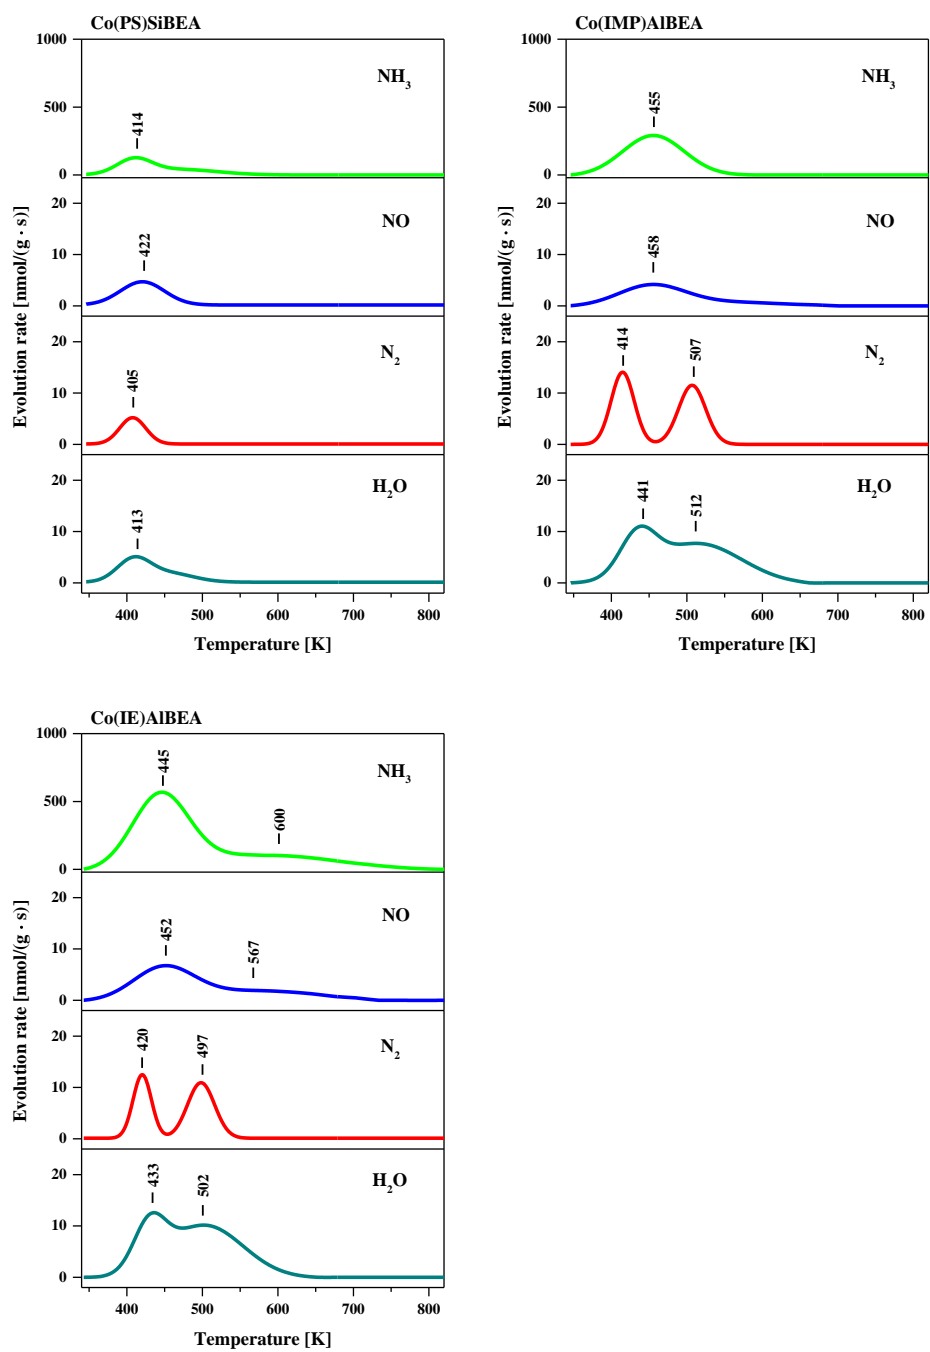 Co(PS)SiBEA
1000
500
0
NH3
414
20
10
0
NO
422
20
10
0
N2
405
20
10
0
H2O
413
400 500 600 700 800
Temperature [K]
Evolution rate [nmol/(g · s)]
Co(IMP)AlBEA
1000
500
0
NH3
455
20
10
0
NO
458
20
10
0
N2
414
507
20
10
0
H2O
441
512
400 500 600 700 800
Temperature [K]
Evolution rate [nmol/(g · s)]
Co(IE)AlBEA
1000
500
0
NH3
445
600
20
10
0
NO
452
567
20
10
0
N2
420
497
20
10
0
H2O
433
502
400 500 600 700 800
Temperature [K]
Evolution rate [nmol/(g · s)]